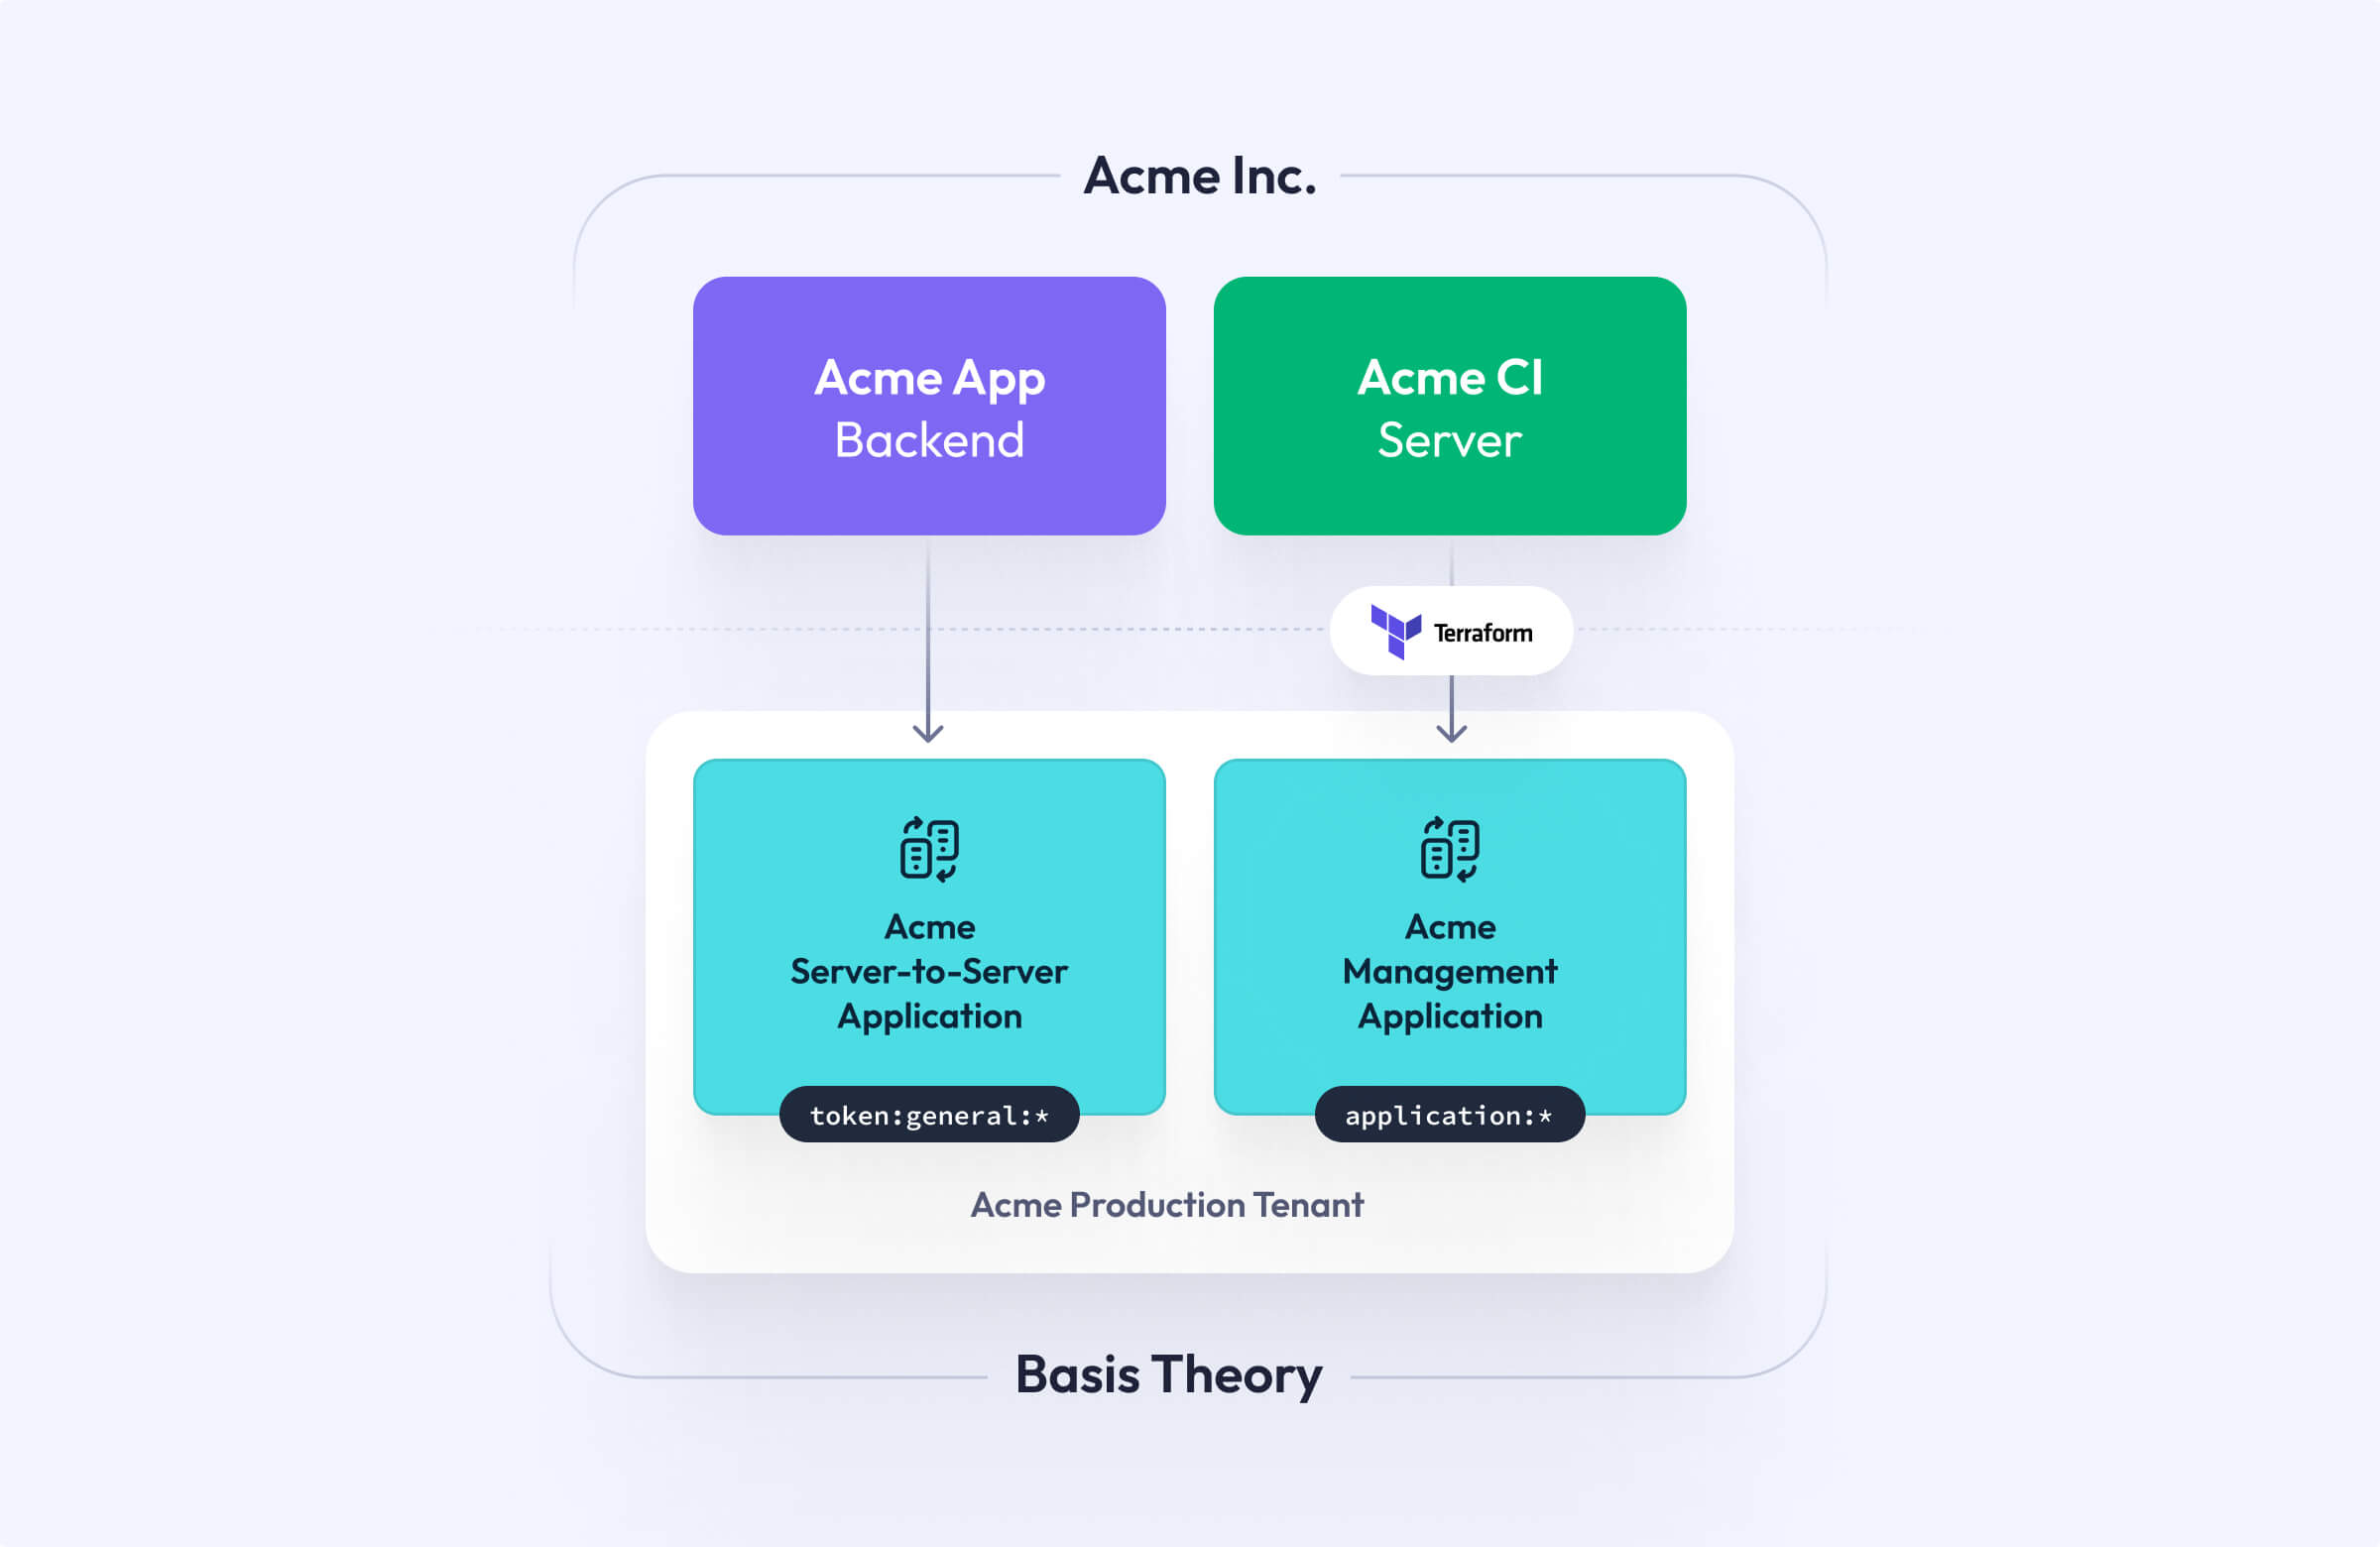 Acme Inc.
Acme App
Backend
Acme CI
Server
Terraform
Acme
Server-to-Server
Application
token:general:*
Acme
Management
Application
application:*
Acme Production Tenant
Basis Theory